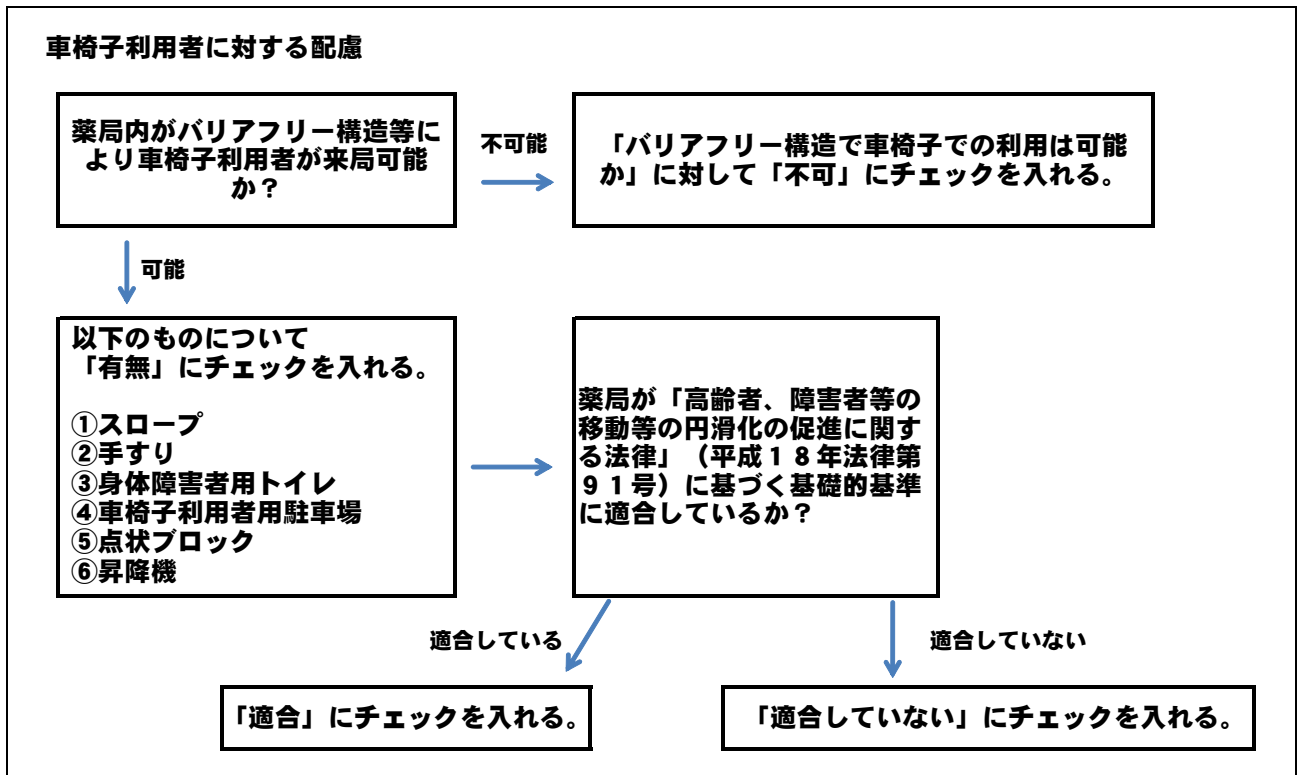 車椅子利用者に対する配慮
薬局内がバリアフリー構造等に
より車椅子利用者が来局可能
か？
不可能
「バリアフリー構造で車椅子での利用は可能
か」に対して「不可」にチェックを入れる。
可能
以下のものについて
「有無」にチェックを入れる。
①スロープ
②手すり
③身体障害者用トイレ
④車椅子利用者用駐車場
⑤点状ブロック
⑥昇降機
薬局が「高齢者、障害者等の
移動等の円滑化の促進に関す
る法律」（平成１８年法律第
９１号）に基づく基礎的基準
に適合しているか？
適合している
適合していない
「適合」にチェックを入れる。
「適合していない」にチェックを入れる。